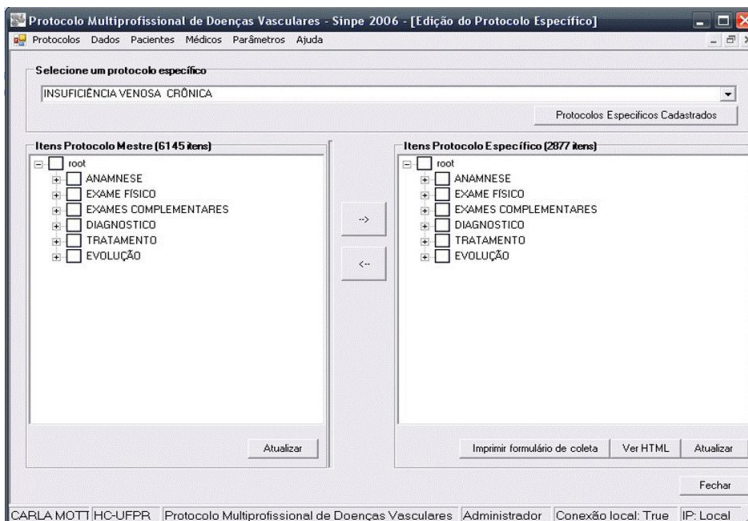 Protocolo Multiprofissional de Doenças Vasculares - Sinpe 2006 - [Edição do Protocolo Específico]
Protocolos Dados Pacientes Médicos Parâmetros Ajuda
Selecione um protocolo específico
INSUFICIÊNCIA VENOSA CRÔNICA
Protocolos Especificos Cadastrados
Itens Protocolo Mestre (6145 itens)
root
ANAMNESE
EXAME FÍSICO
EXAMES COMPLEMENTARES
DIAGNOSTICO
TRATAMENTO
EVOLUÇÃO
Atualizar
-->
<--
Itens Protocolo Específico (2877 itens)
root
ANAMNESE
EXAME FÍSICO
EXAMES COMPLEMENTARES
DIAGNOSTICO
TRATAMENTO
EVOLUÇÃO
Imprimir formulário de coleta Ver HTML Atualizar
Fechar
CARLA MOTT HC-UFPR Protocolo Multiprofissional de Doenças Vasculares Administrador Conexão local: True IP: Local